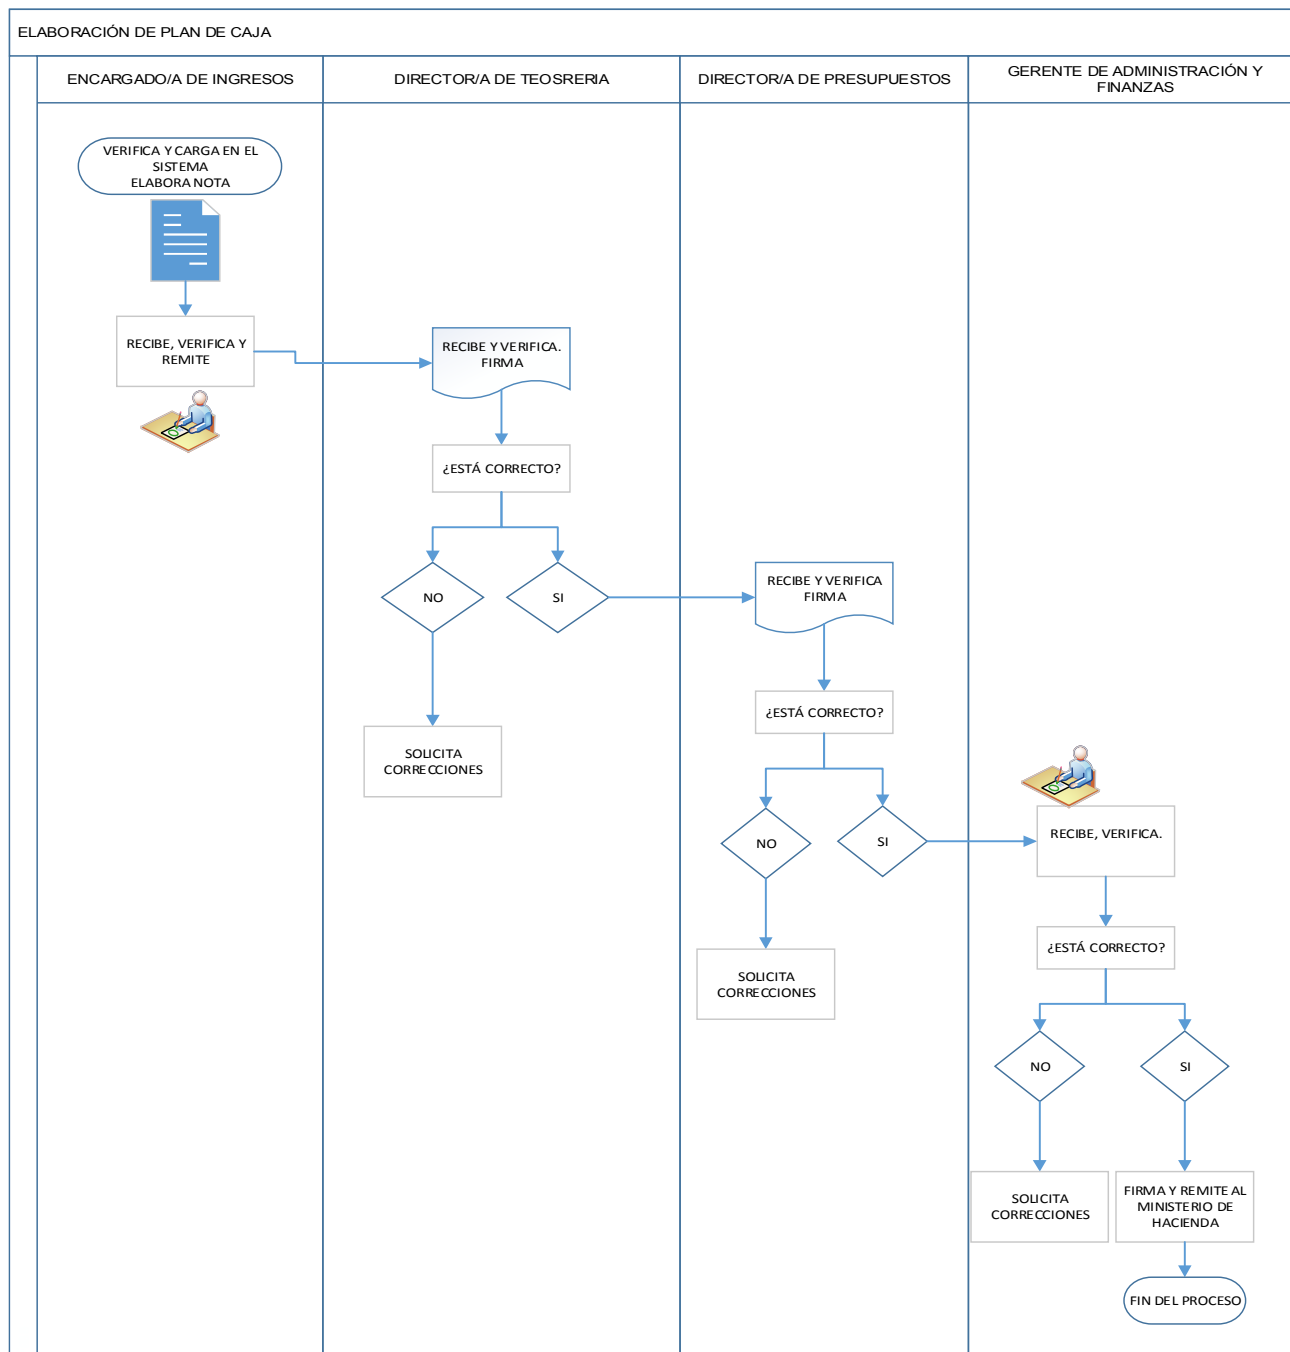 ELABORACIÓN DE PLAN DE CAJA
ENCARGADO/A DE INGRESOS
DIRECTOR/A DE TEOSRERIA
DIRECTOR/A DE PRESUPUESTOS
GERENTE DE ADMINISTRACIÓN Y
FINANZAS
VERIFICA Y CARGA EN EL
SISTEMA
ELABORA NOTA
RECIBE, VERIFICA Y
REMITE
RECIBE Y VERIFICA.
FIRMA
¿ESTÁ CORRECTO?
NO
SI
SOLICITA
CORRECCIONES
RECIBE Y VERIFICA
FIRMA
¿ESTÁ CORRECTO?
NO
SI
SOLICITA
CORRECCIONES
RECIBE, VERIFICA.
¿ESTÁ CORRECTO?
NO
SI
SOLICITA
CORRECCIONES
FIRMA Y REMITE AL
MINISTERIO DE
HACIENDA
FIN DEL PROCESO